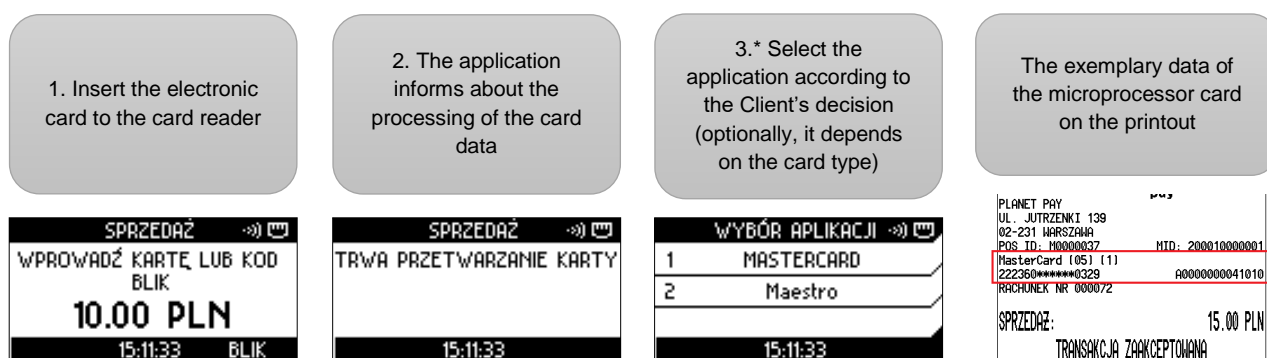 1. Insert the electronic
card to the card reader
2. The application
informs about the
processing of the card
data
3.* Select the
application according to
the Client's decision
(optionally, it depends
on the card type)
The exemplary data of
the microprocessor card
on the printout
SPRZEDAŻ
WPROWADŹ KARTĘ LUB KOD
BLIK
10.00 PLN
15:11:33 BLIK
SPRZEDAŻ
TRWA PRZETWARZANIE KARTY
15:11:33
WYBÓR APLIKACJI
1 MASTERCARD
2 Maestro
15:11:33
pay
PLANET PAY
UL. JUTRZENKI 139
02-231 WARSZAWA
POS ID: M0000037 MID: 200010000001
MasterCard (05) (1)
222360******0329 A0000000041010
RACHUNEK NR 000072
SPRZEDAŻ: 15.00 PLN
TRANSAKCJA ZAAKCEPTOWANA